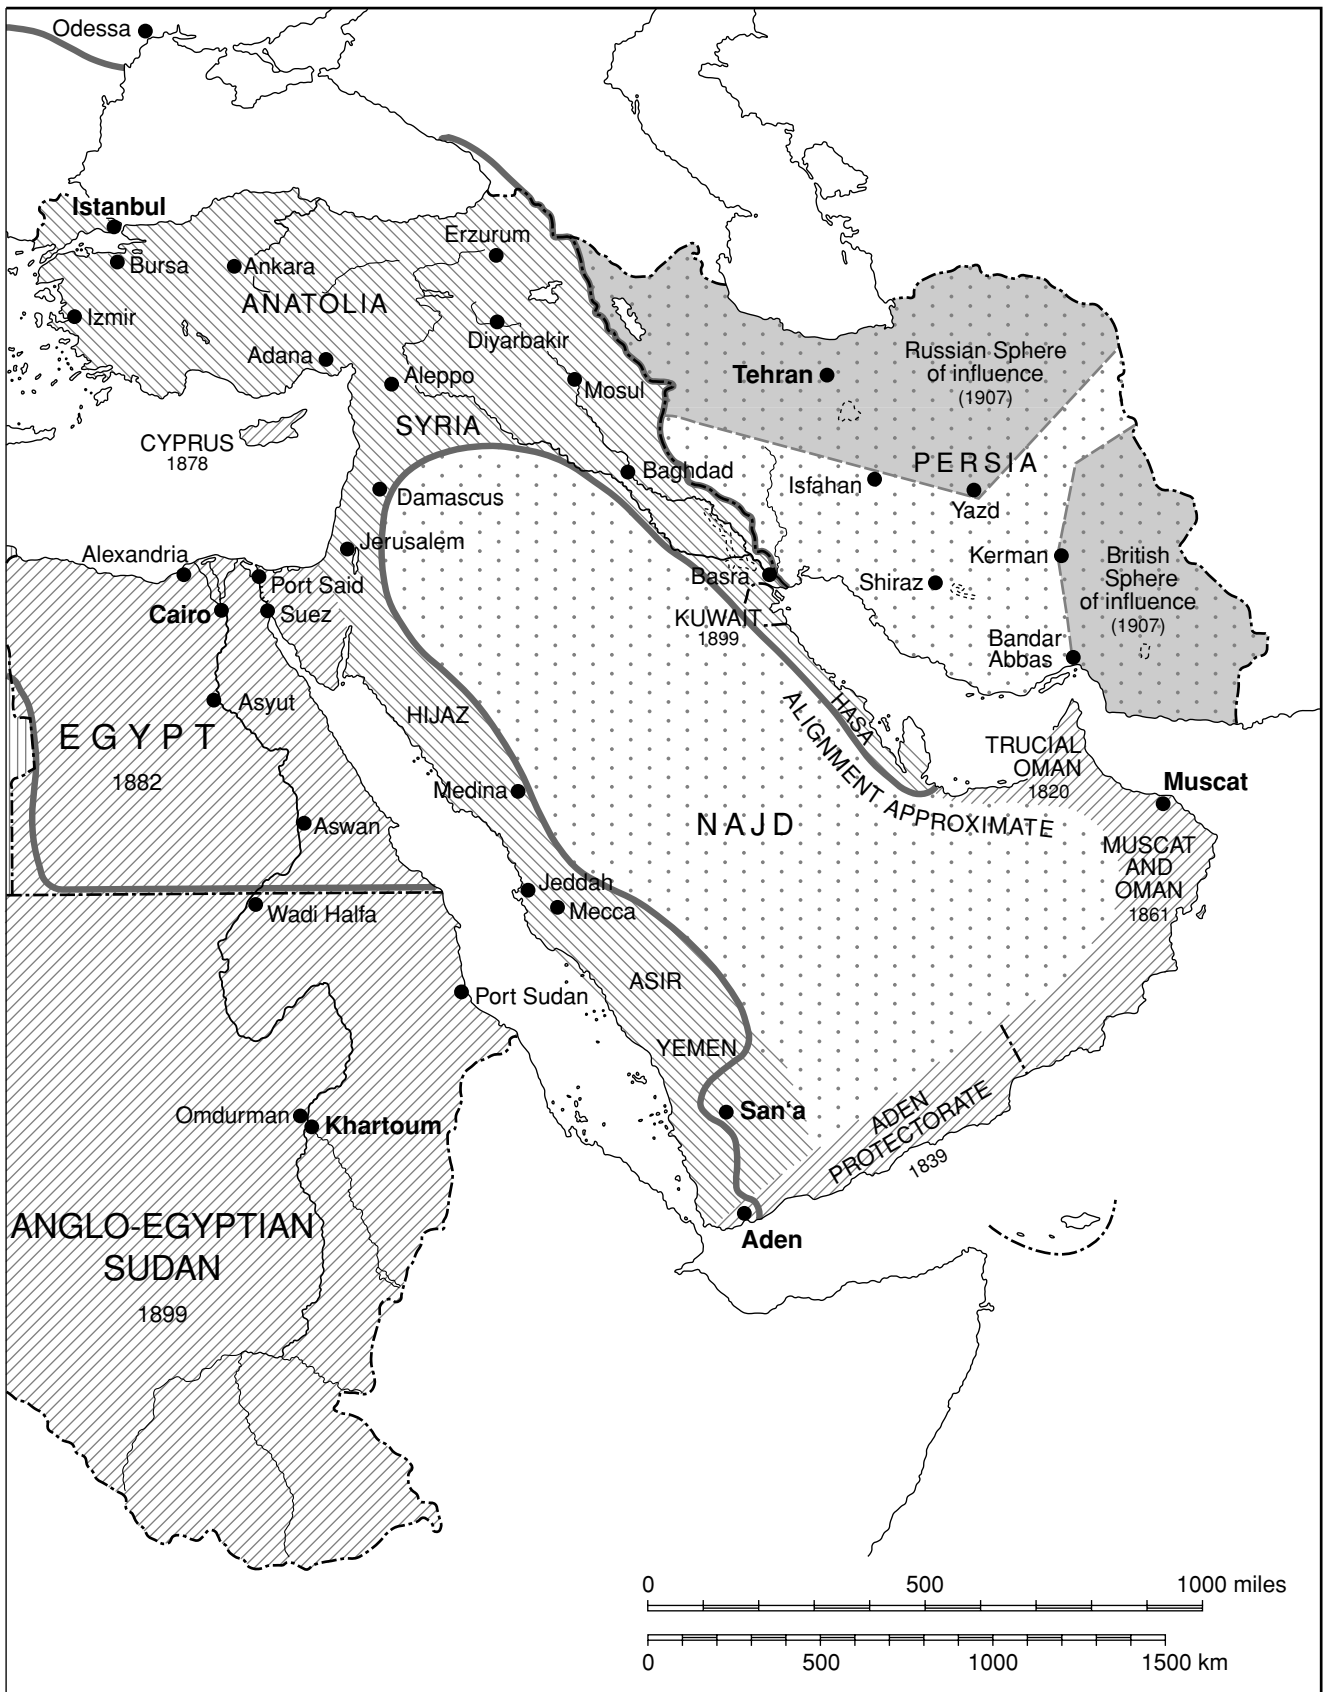 Odessa
Istanbul
Erzurum
Bursa
Ankara
ANATOLIA
Izmir
Diyarbakir
Adana
Aleppo
Mosul
Tehran
Russian Sphere
of influence
(1907)
SYRIA
CYPRUS
1878
PERSIA
Baghdad
Isfahan
Damascus
Yazd
Jerusalem
Alexandria
Kerman
British
Sphere
of influence
(1907)
Port Said
Basra
Shiraz
Cairo
Suez
KUWAIT
1899
Bandar
Abbas
Asyut
HIJAZ
HASA
EGYPT
1882
ALIGNMENT APPROXIMATE
TRUCIAL
OMAN
1820
Muscat
Medina
NAJD
Aswan
MUSCAT
AND
OMAN
1861
Jeddah
Mecca
Wadi Halfa
ASIR
Port Sudan
YEMEN
Omdurman
Khartoum
San‘a
ADEN
PROTECTORATE
1839
ANGLO-EGYPTIAN
SUDAN
1899
Aden
0 500 1000 miles
0 500 1000 1500 km